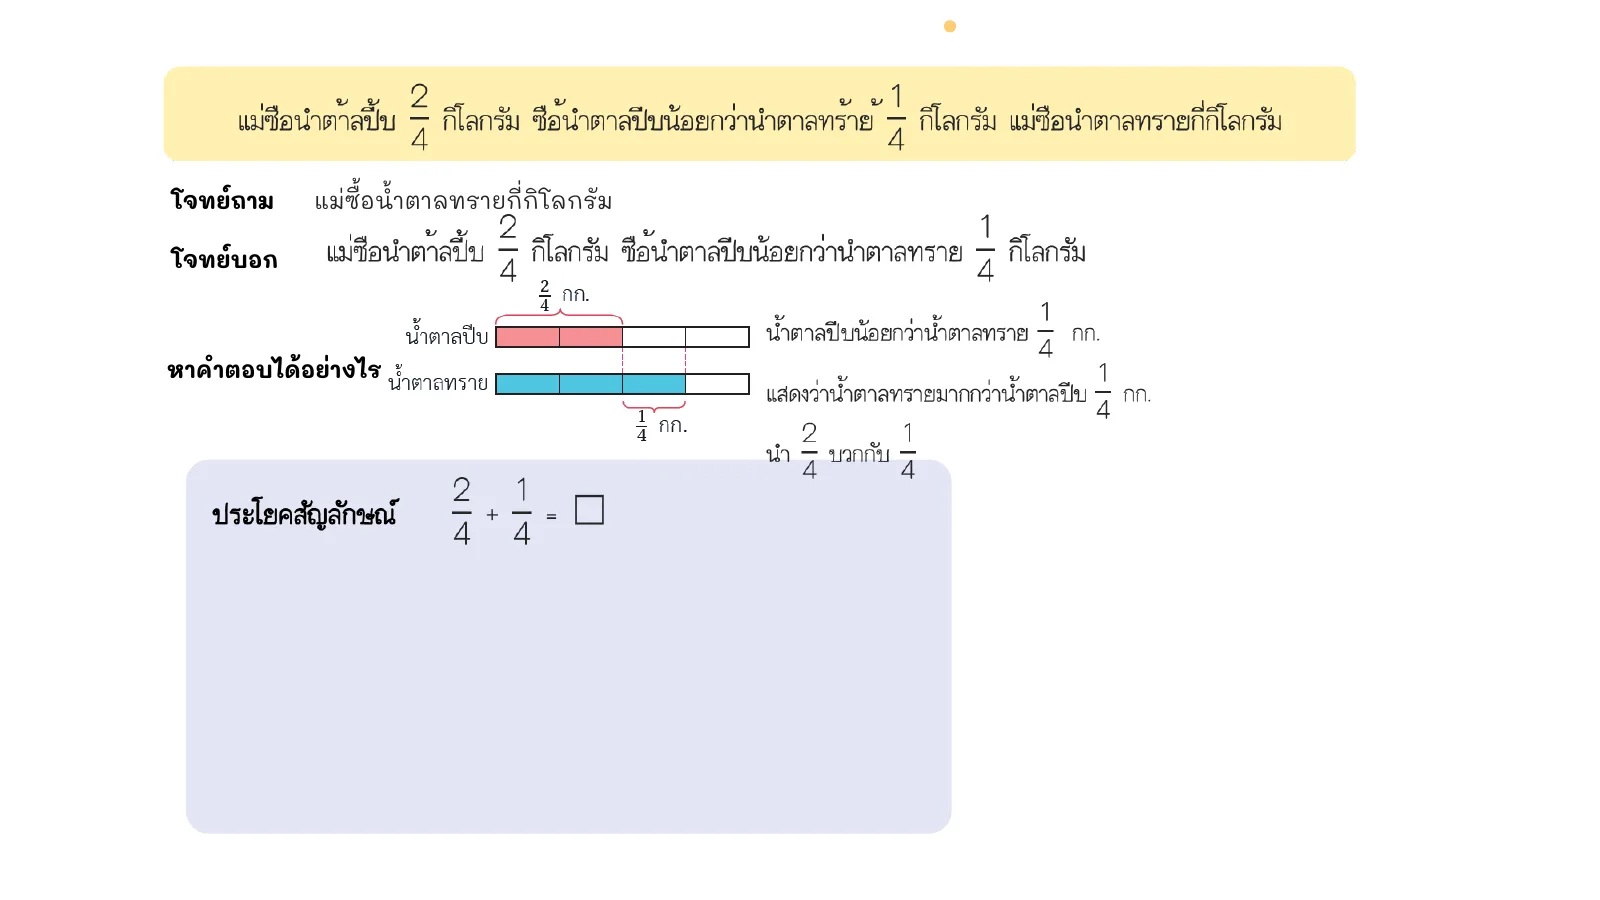 แม่ซื้อน้ำตาลปี๊บ 2/4 กิโลกรัม ซื้อน้ำตาลปี๊บน้อยกว่าน้ำตาลทราย 1/4 กิโลกรัม แม่ซื้อน้ำตาลทรายกี่กิโลกรัม
โจทย์ถาม แม่ซื้อน้ำตาลทรายกี่กิโลกรัม
โจทย์บอก แม่ซื้อน้ำตาลปี๊บ 2/4 กิโลกรัม ซื้อน้ำตาลปี๊บน้อยกว่าน้ำตาลทราย 1/4 กิโลกรัม
2/4 กก.
น้ำตาลปีบ
น้ำตาลปีบน้อยกว่าน้ำตาลทราย 1/4 กก.
หาคำตอบได้อย่างไร
น้ำตาลทราย
แสดงว่าน้ำตาลทรายมากกว่าน้ำตาลปีบ 1/4 กก.
1/4 กก.
นำ 2/4 บวกกับ 1/4
ประโยคสัญลักษณ์ 2/4 + 1/4 = □